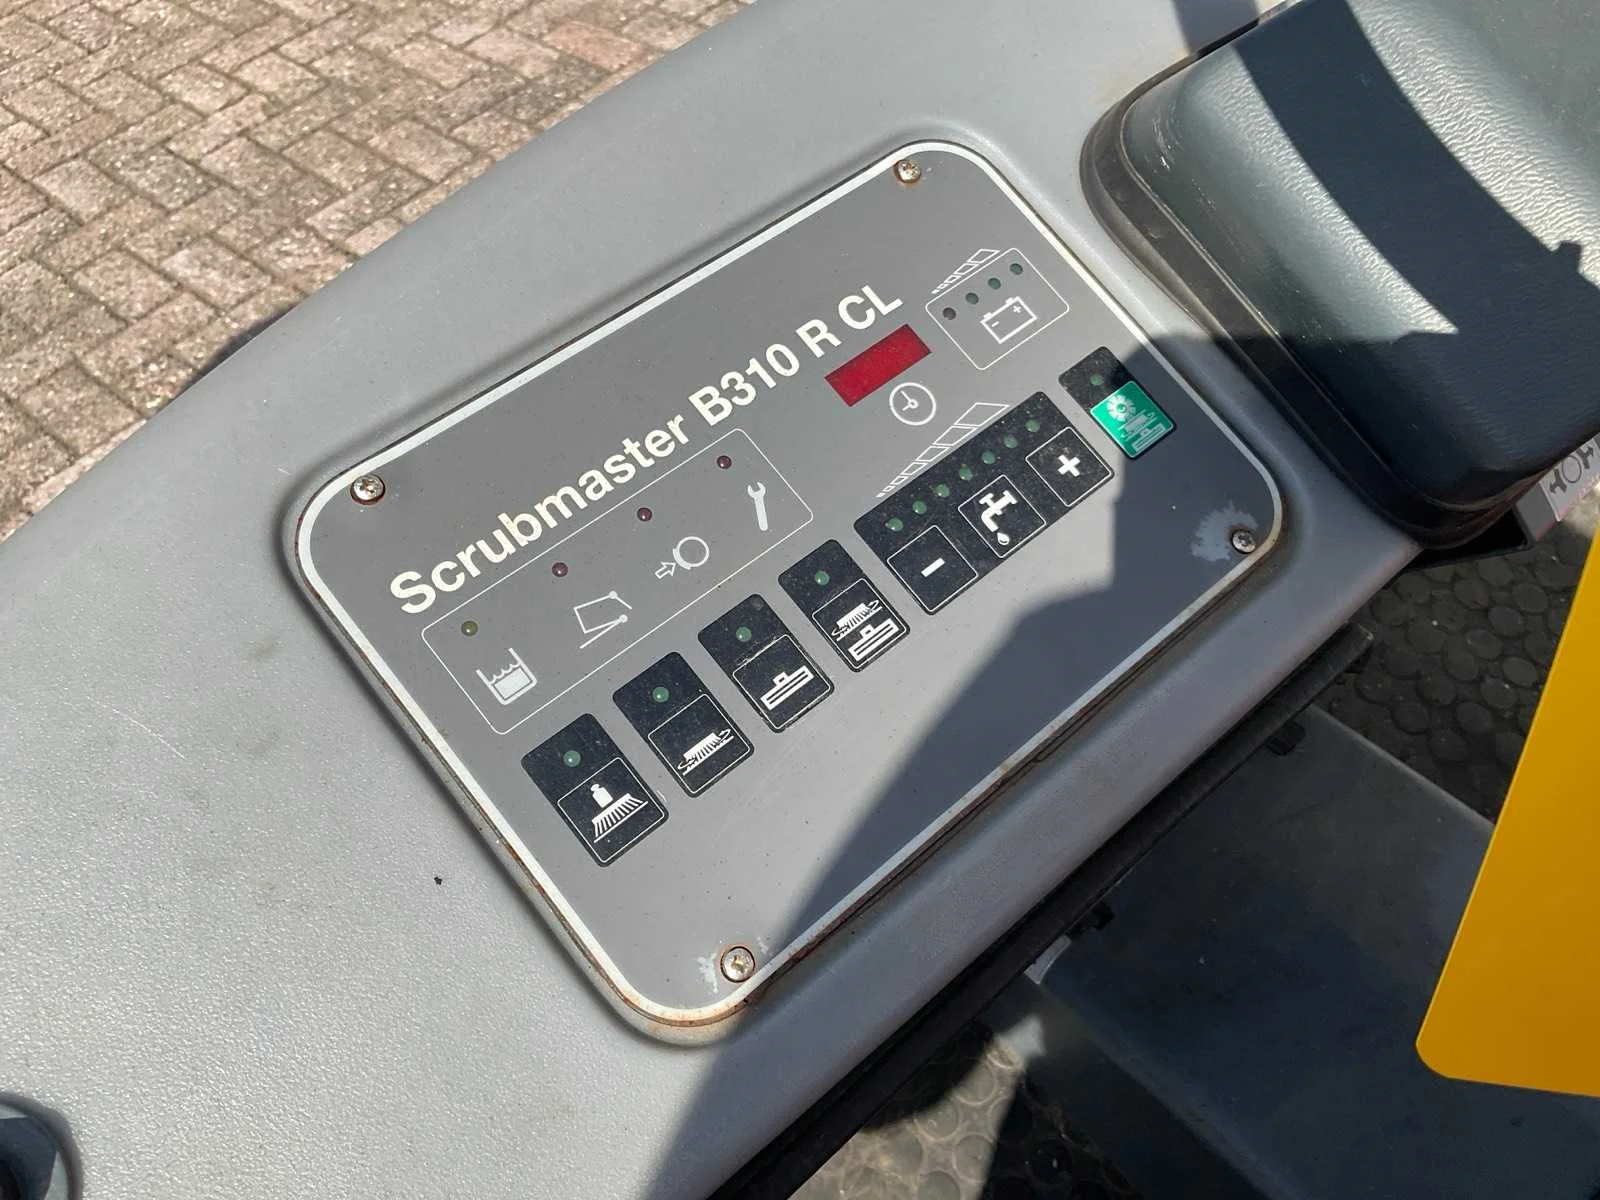 Scrubmaster B310 R CL
- +
- +